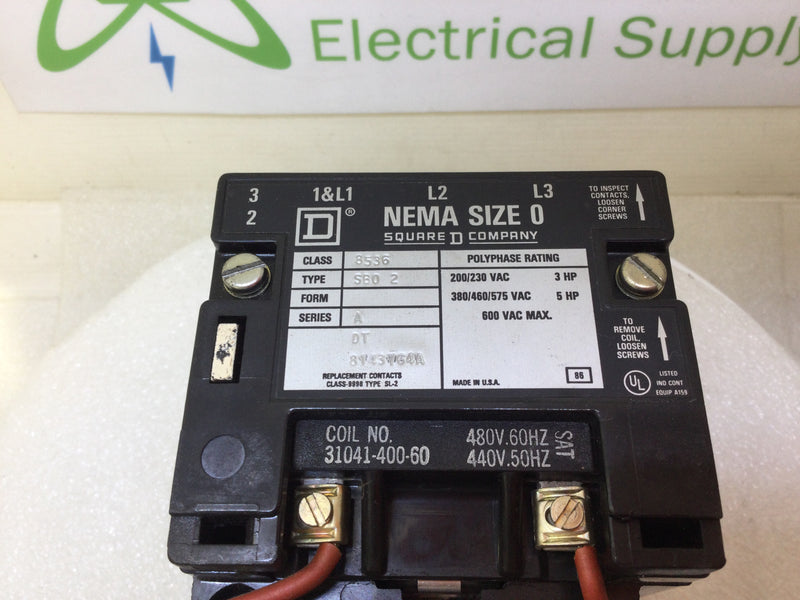 Electrical Supply
3 1&L1 L2 L3
2
D ®
NEMA SIZE 0
SQUARE D COMPANY
TO INSPECT
CONTACTS,
LOOSEN
CORNER
SCREWS
CLASS 8536
TYPE SBO 2
FORM
SERIES A
DT
REPLACEMENT CONTACTS
CLASS-9998 TYPE SL-2
POLYPHASE RATING
200/230 VAC 3 HP
380/460/575 VAC 5 HP
600 VAC MAX.
MADE IN U.S.A. 86
TO
REMOVE
COIL,
LOOSEN
SCREWS
UL LISTED
IND CONT
EQUIP A159
COIL NO. 480V.60HZ
31041-400-60 440V.50HZ
SAT